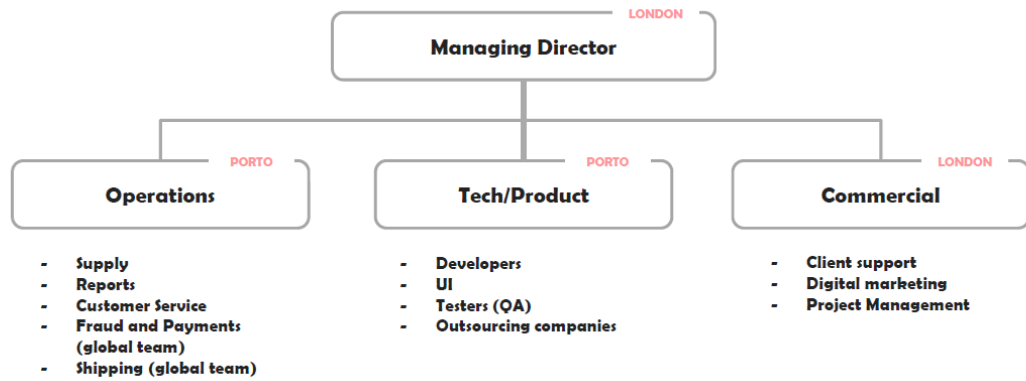 LONDON
Managing Director
PORTO
Operations
PORTO
Tech/Product
LONDON
Commercial
- Supply
- Reports
- Customer Service
- Fraud and Payments
(global team)
- Shipping (global team)
- Developers
- UI
- Testers (QA)
- Outsourcing companies
- Client support
- Digital marketing
- Project Management